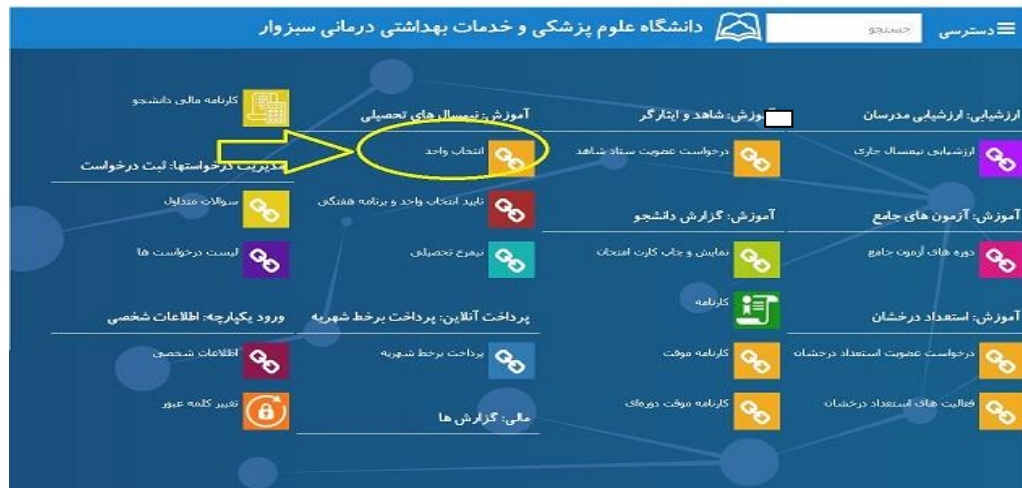 دسترسی
جستجو
دانشگاه علوم پزشکی و خدمات بهداشتی درمانی سبزوار
ارزشیابی: ارزشیابی مدرسان
ارزشیابی نیمسال جاری
آموزش: آزمون های جامع
دوره های آزمون جامع
آموزش: استعداد درخشان
درخواست عضویت استعداد درخشان
فعالیت های استعداد درخشان
آموزش: شاهد و ایثارگر
درخواست عضویت ستاد شاهد
آموزش: گزارش دانشجو
نمایش و چاپ کارت امتحان
کارنامه
کارنامه موقت
کارنامه موقت دوره‌ای
آموزش: نیمسال های تحصیلی
انتخاب واحد
تایید انتخاب واحد و برنامه هفتگی
نیمرخ تحصیلی
پرداخت آنلاین: پرداخت برخط شهریه
پرداخت برخط شهریه
مالی: گزارش ها
کارنامه مالی دانشجو
مدیریت درخواستها: ثبت درخواست
سوالات متداول
لیست درخواست ها
ورود یکپارچه: اطلاعات شخصی
اطلاعات شخصی
تغییر کلمه عبور